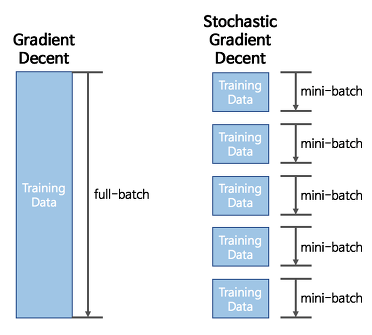 Gradient
Decent
Training
Data
full-batch
Stochastic
Gradient
Decent
Training
Data
mini-batch
Training
Data
mini-batch
Training
Data
mini-batch
Training
Data
mini-batch
Training
Data
mini-batch